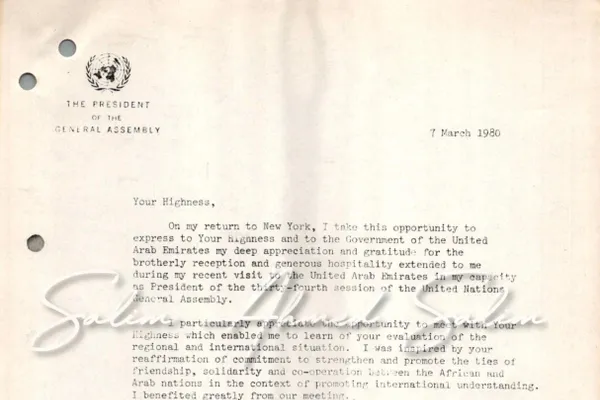 THE PRESIDENT
OF THE
GENERAL ASSEMBLY
7 March 1980
Your Highness,
On my return to New York, I take this opportunity to
express to Your Highness and to the Government of the United
Arab Emirates my deep appreciation and gratitude for the
brotherly reception and generous hospitality extended to me
during my recent visit to the United Arab Emirates in my capacity
as President of the thirty-fourth session of the United Nations
General Assembly.
Salim Ahmed Salim
particularly appreciate the opportunity to meet with Your
Highness which enabled me to learn of your evaluation of the
regional and international situation. I was inspired by your
reaffirmation of commitment to strengthen and promote the ties of
friendship, solidarity and co-operation between the African and
Arab nations in the context of promoting international understanding.
I benefited greatly from our meeting.